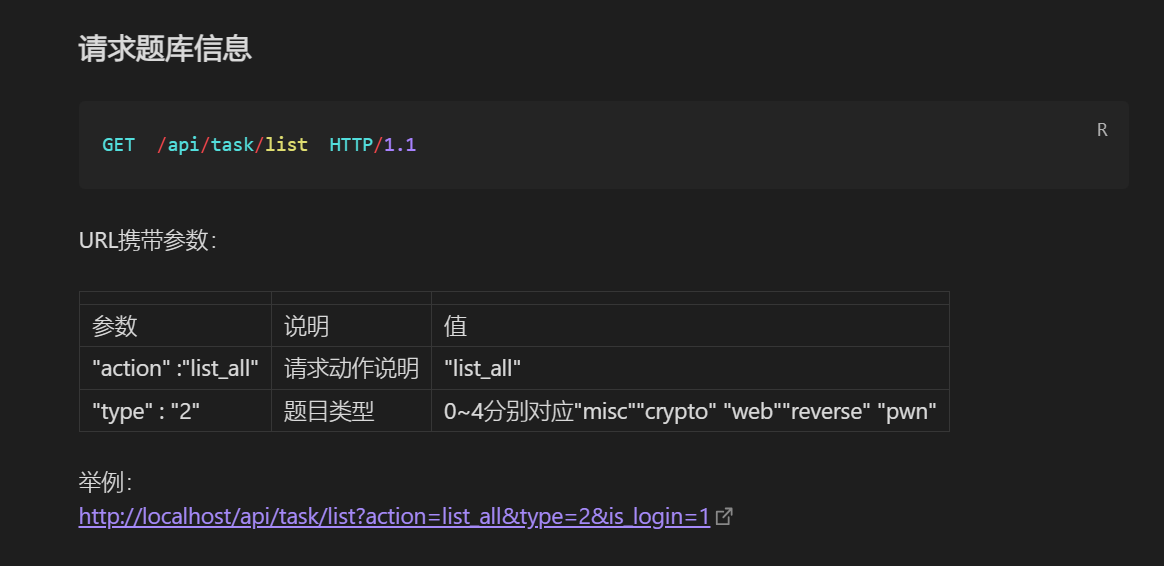 请求题库信息
R
GET /api/task/list HTTP/1.1
URL携带参数：
参数 说明 值
"action" :"list_all" 请求动作说明 "list_all"
"type" : "2" 题目类型 0~4分别对应"misc""crypto" "web""reverse" "pwn"
举例：
http://localhost/api/task/list?action=list_all&type=2&is_login=1